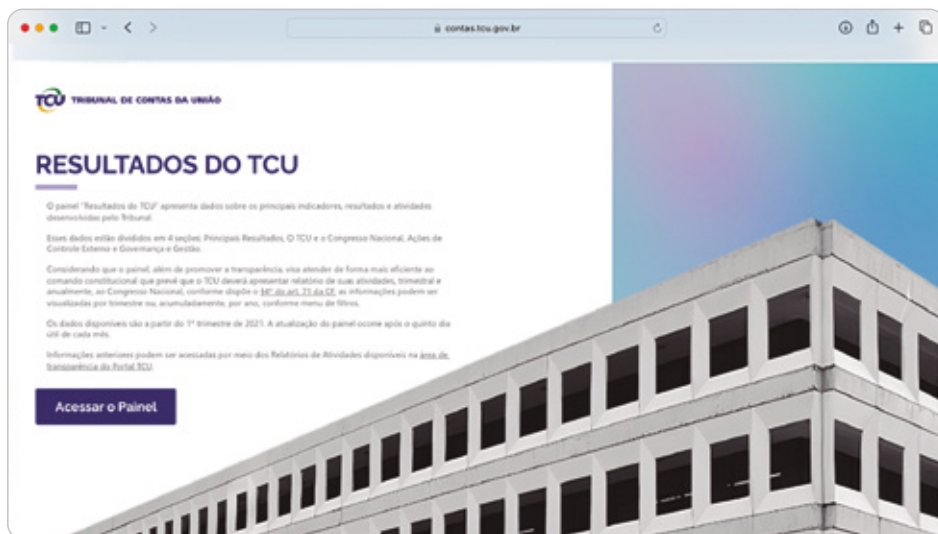 contas.tcu.gov.br
TCU TRIBUNAL DE CONTAS DA UNIÃO
RESULTADOS DO TCU
O painel "Resultados do TCU" apresenta dados sobre os principais indicadores, resultados e atividades
desenvolvidas pelo Tribunal.
Esses dados estão divididos em 4 seções: Principais Resultados, O TCU e o Congresso Nacional, Ações de
Controle Externo e Governança e Gestão.
Considerando que o painel, além de promover a transparência, visa atender de forma mais eficiente ao
comando constitucional que prevê que o TCU deverá apresentar relatório de suas atividades, trimestral e
anualmente, ao Congresso Nacional, conforme dispõe o §4º do art. 71 da CF, as informações podem ser
visualizadas por trimestre ou, acumuladamente, por ano, conforme menu de filtros.
Os dados disponíveis são a partir do 1º trimestre de 2021. A atualização do painel ocorre após o quinto dia
útil de cada mês.
Informações anteriores podem ser acessadas por meio dos Relatórios de Atividades disponíveis na área de
transparência do Portal TCU.
Acessar o Painel